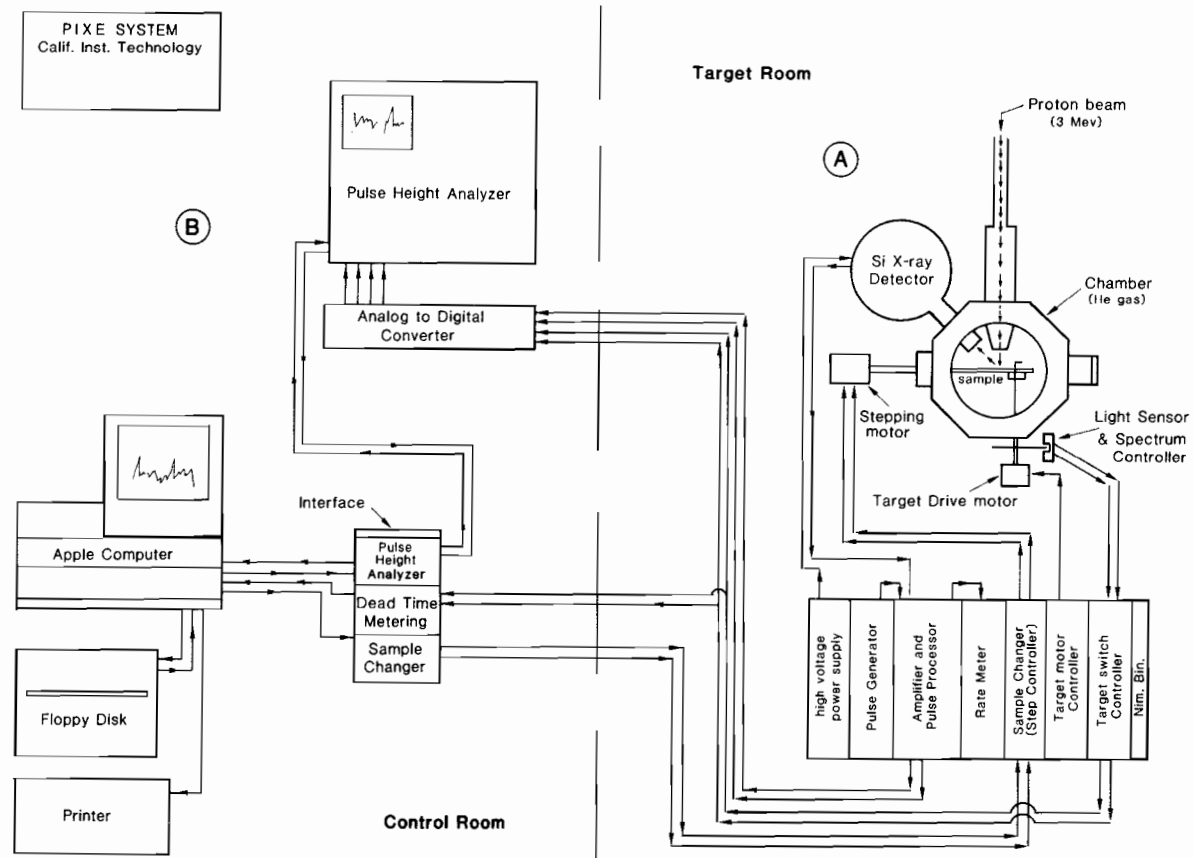 PIXE SYSTEM
Calif. Inst. Technology
Target Room
Proton beam
(3 Mev)
A
Pulse Height Analyzer
B
Si X-ray
Detector
Chamber
(He gas)
Analog to Digital
Converter
sample
Stepping
motor
Light Sensor
& Spectrum
Controller
Target Drive motor
Interface
Apple Computer
Pulse
Height
Analyzer
Dead Time
Metering
Sample
Changer
high voltage
power supply
Pulse Generator
Amplifier and
Pulse Processor
Rate Meter
Sample Changer
(Step Controller)
Target motor
Controller
Target switch
Controller
Nim. Bin.
Floppy Disk
Printer
Control Room